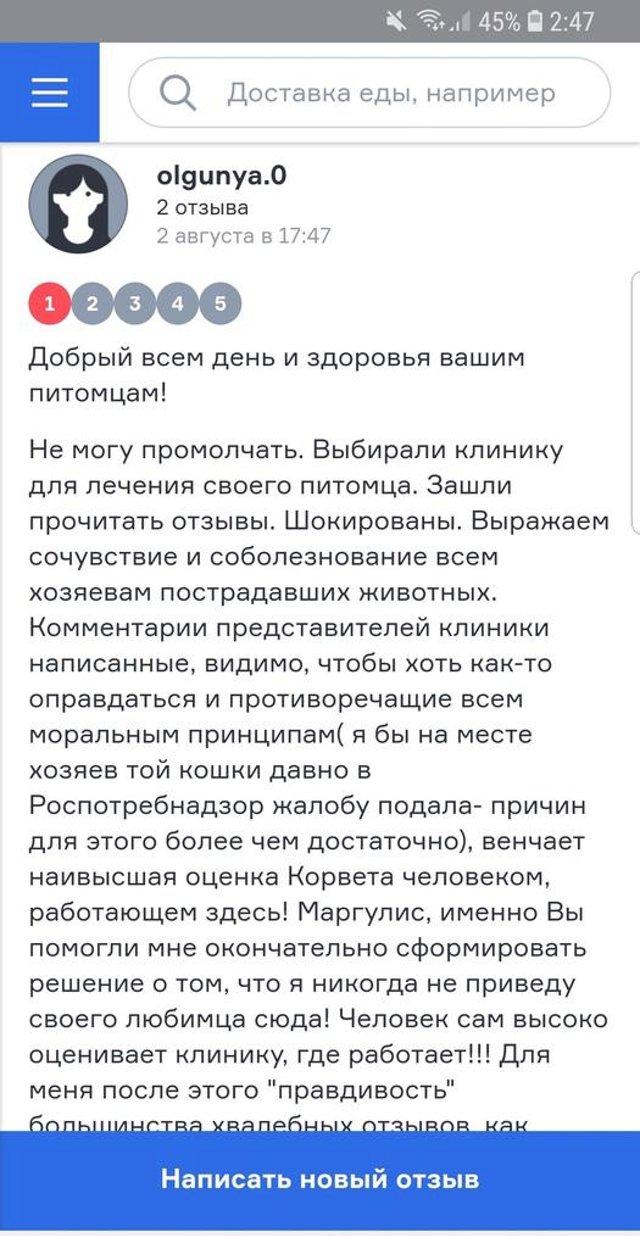 45% 2:47
Доставка еды, например
olgunya.0
2 отзыва
2 августа в 17:47
1 2 3 4 5
Добрый всем день и здоровья вашим
питомцам!
Не могу промолчать. Выбирали клинику
для лечения своего питомца. Зашли
прочитать отзывы. Шокированы. Выражаем
сочувствие и соболезнование всем
хозяевам пострадавших животных.
Комментарии представителей клиники
написанные, видимо, чтобы хоть как-то
оправдаться и противоречащие всем
моральным принципам( я бы на месте
хозяев той кошки давно в
Роспотребнадзор жалобу подала- причин
для этого более чем достаточно), венчает
наивысшая оценка Корвета человеком,
работающем здесь! Маргулис, именно Вы
помогли мне окончательно сформировать
решение о том, что я никогда не приведу
своего любимца сюда! Человек сам высоко
оценивает клинику, где работает!!! Для
меня после этого "правдивость"
большинства хвалебных отзывов, как
Написать новый отзыв